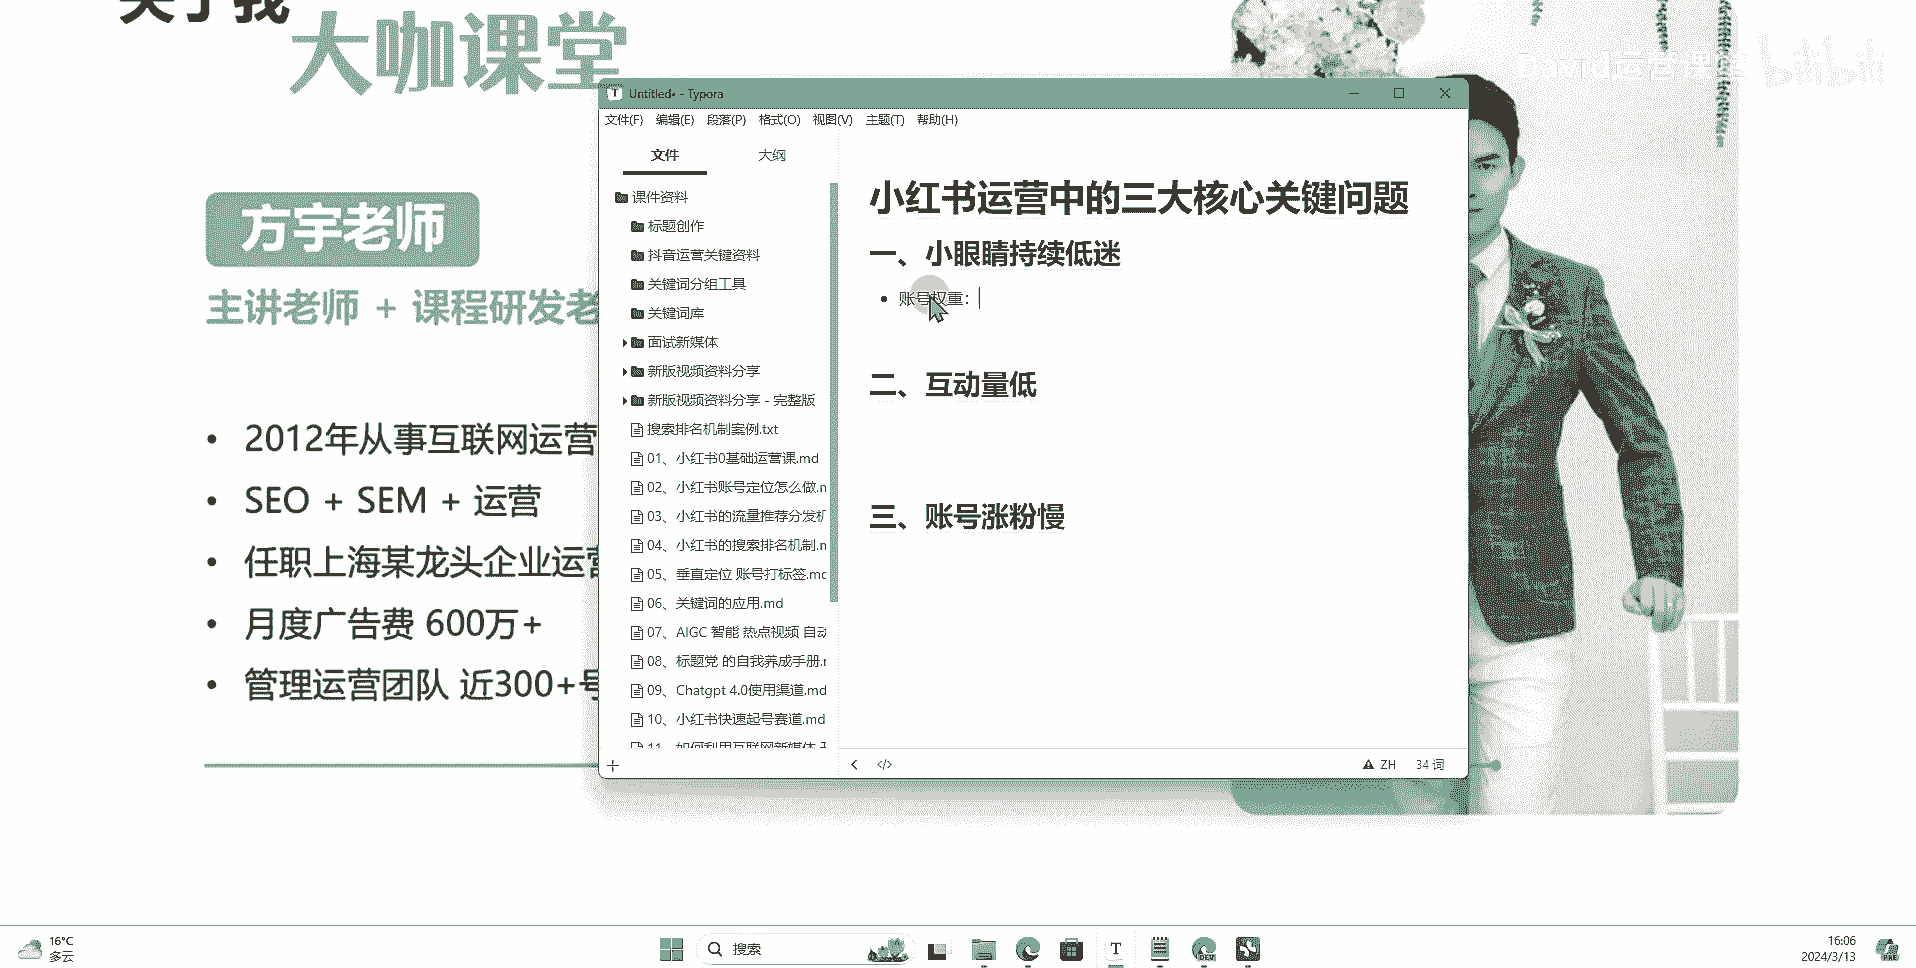 关于我
大咖课堂
David运营课堂 bilibili
方宇老师
主讲老师 + 课程研发老
• 2012年从事互联网运营
• SEO + SEM + 运营
• 任职上海某龙头企业运营
• 月度广告费 600万+
• 管理运营团队 近300+号
Untitled• - Typora
文件(F) 编辑(E) 段落(P) 格式(O) 视图(V) 主题(T) 帮助(H)
文件 大纲
课件资料
标题创作
抖音运营关键资料
关键词分组工具
关键词库
面试新媒体
新版视频资料分享
新版视频资料分享 - 完整版
搜索排名机制案例.txt
01、小红书0基础运营课.md
02、小红书账号定位怎么做.m
03、小红书的流量推荐分发机
04、小红书的搜索排名机制.m
05、垂直定位 账号打标签.md
06、关键词的应用.md
07、AIGC 智能 热点视频 自动
08、标题党 的自我养成手册.m
09、Chatgpt 4.0使用渠道.md
10、小红书快速起号赛道.md
11、如何利用互联网新媒体
小红书运营中的三大核心关键问题
一、小眼睛持续低迷
• 账号权重：
二、互动量低
三、账号涨粉慢
</> ZH 34 词
16°C
多云
搜索
T
DEV
16:06
2024/3/13
PRE